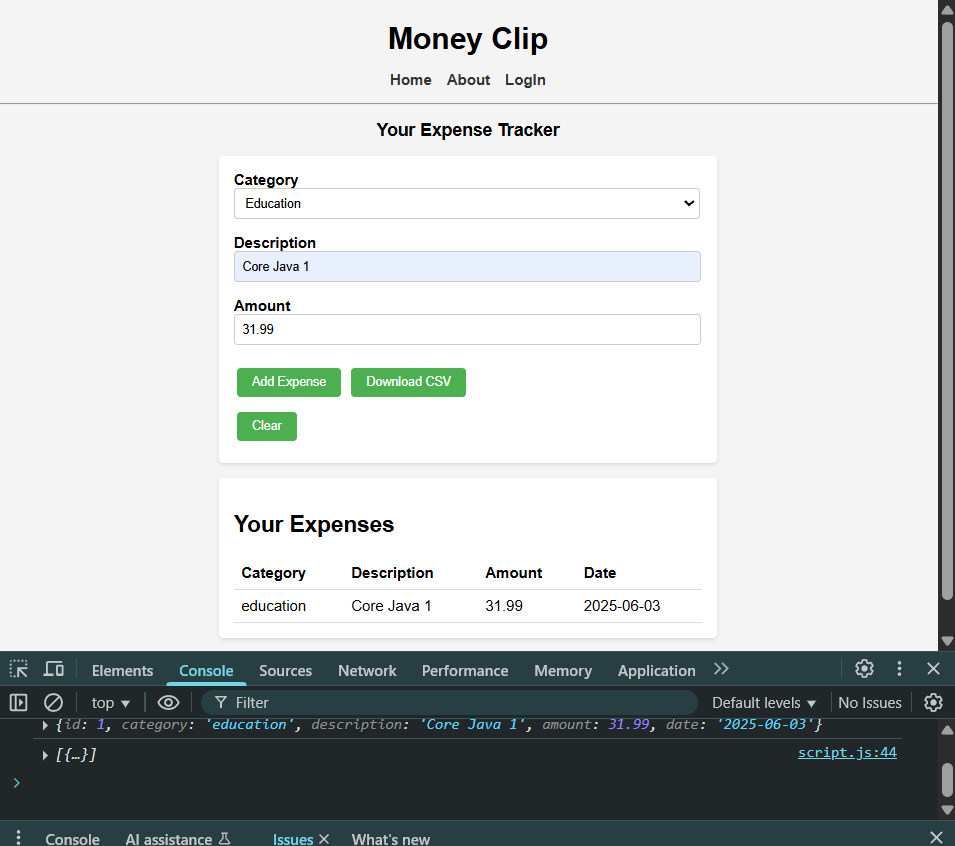 Money Clip
Home About LogIn
Your Expense Tracker
Category
Education
Description
Core Java 1
Amount
31.99
Add Expense Download CSV
Clear
Your Expenses
Category Description Amount Date
education Core Java 1 31.99 2025-06-03
Elements Console Sources Network Performance Memory Application
top Filter Default levels No Issues
{id: 1, category: 'education', description: 'Core Java 1', amount: 31.99, date: '2025-06-03'}
[{…}] script.js:44
Console AI assistance Issues What's new